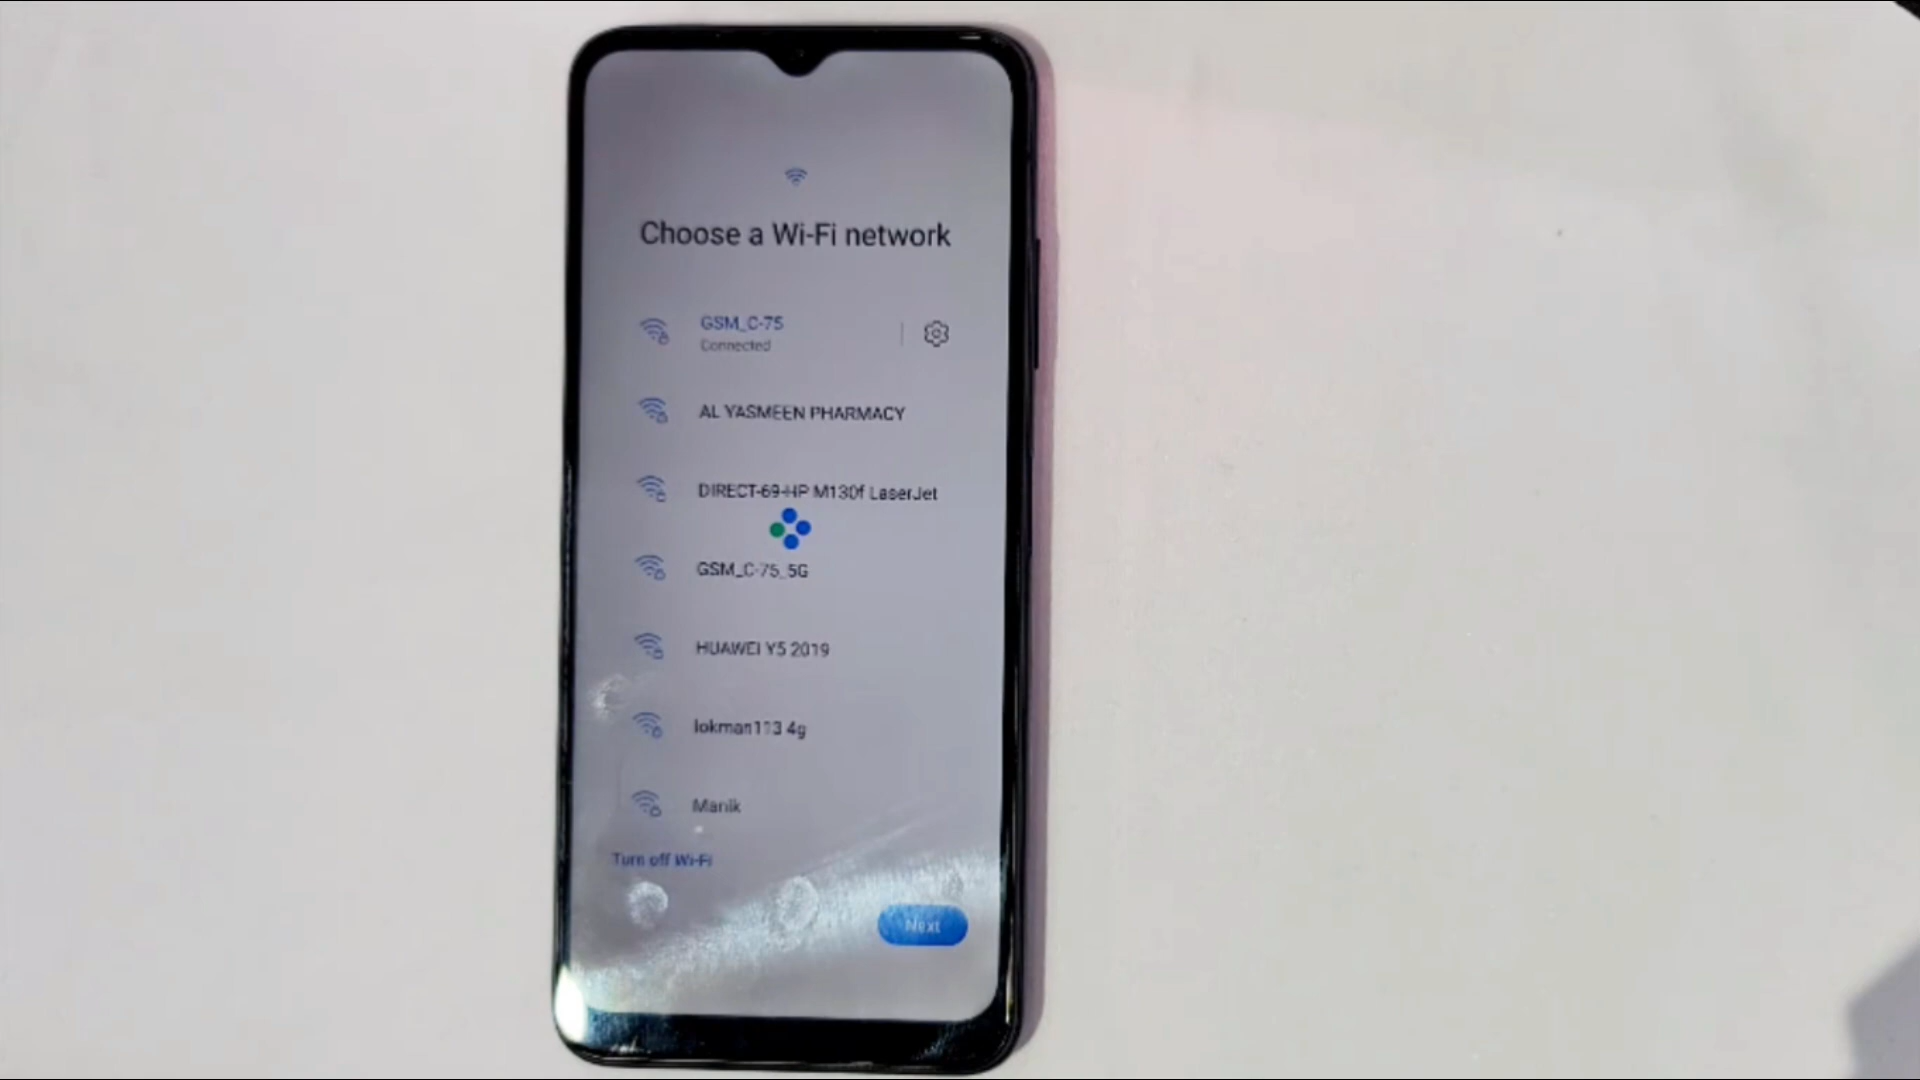 Choose a Wi-Fi network
GSM_C-75
Connected
AL YASMEEN PHARMACY
DIRECT-69-HP M130f LaserJet
GSM_C-75_5G
HUAWEI Y5 2019
lokman113 4g
Manik
Turn off Wi-Fi
Next